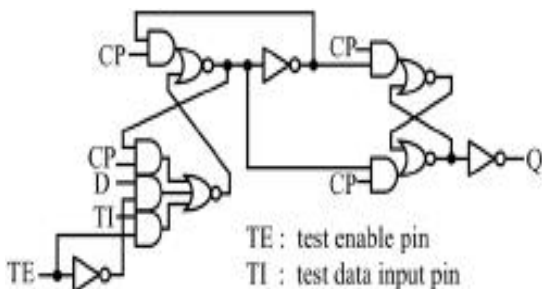 CP
CP
CP
D
TI
CP
Q
TE
TE : test enable pin
TI : test data input pin